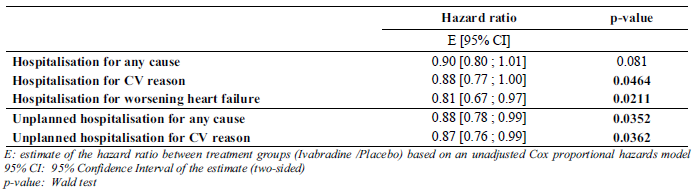 Hazard ratio p-value
E [95% CI]
Hospitalisation for any cause 0.90 [0.80 ; 1.01] 0.081
Hospitalisation for CV reason 0.88 [0.77 ; 1.00] 0.0464
Hospitalisation for worsening heart failure 0.81 [0.67 ; 0.97] 0.0211
Unplanned hospitalisation for any cause 0.88 [0.78 ; 0.99] 0.0352
Unplanned hospitalisation for CV reason 0.87 [0.76 ; 0.99] 0.0362
E: estimate of the hazard ratio between treatment groups (Ivabradine /Placebo) based on an unadjusted Cox proportional hazards model
95% CI: 95% Confidence Interval of the estimate (two-sided)
p-value: Wald test